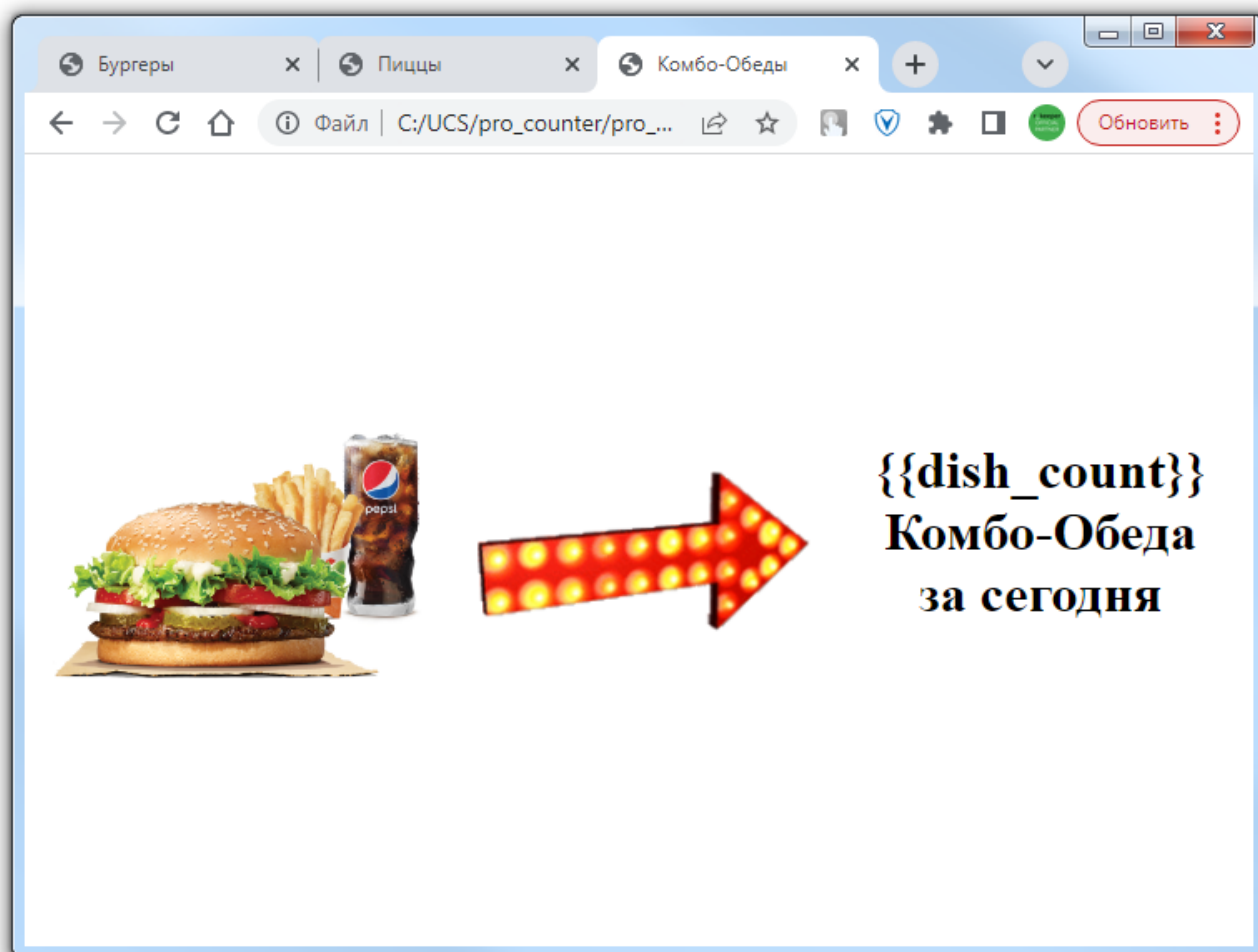 Бургеры
Пиццы
Комбо-Обеды
Файл
C:/UCS/pro_counter/pro_...
Обновить
pepsi
{{dish_count}}
Комбо-Обеда
за сегодня